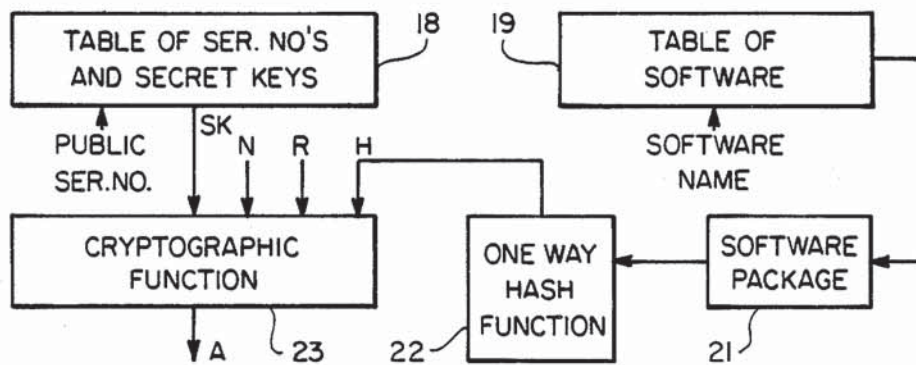 18
19
TABLE OF SER. NO'S
AND SECRET KEYS
TABLE OF
SOFTWARE
PUBLIC
SER.NO.
SK
N
R
H
SOFTWARE
NAME
CRYPTOGRAPHIC
FUNCTION
ONE WAY
HASH
FUNCTION
SOFTWARE
PACKAGE
A
23
22
21